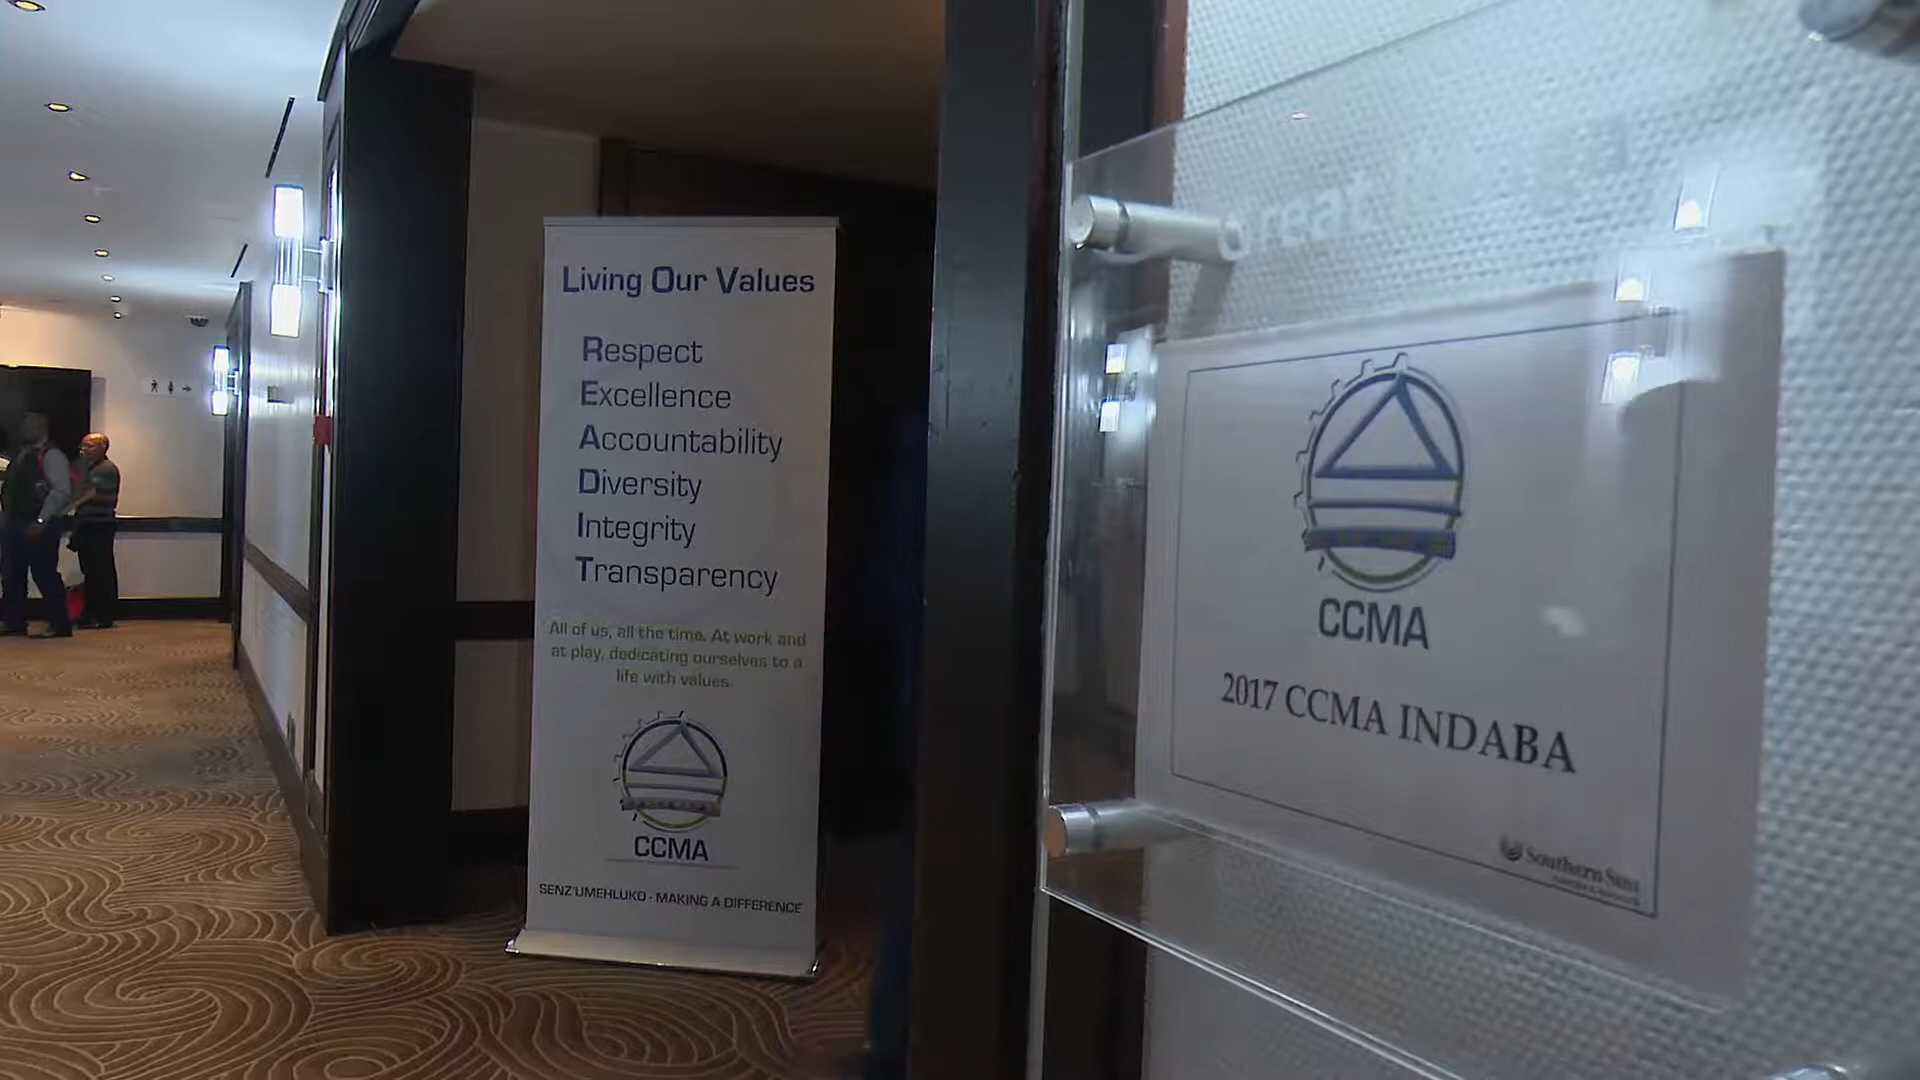 Living Our Values
Respect
Excellence
Accountability
Diversity
Integrity
Transparency
All of us, all the time. At work and
at play, dedicating ourselves to a
life with values.
CCMA
SENZ'UMEHLUKO - MAKING A DIFFERENCE
Great
CCMA
2017 CCMA INDABA
Southern Sun